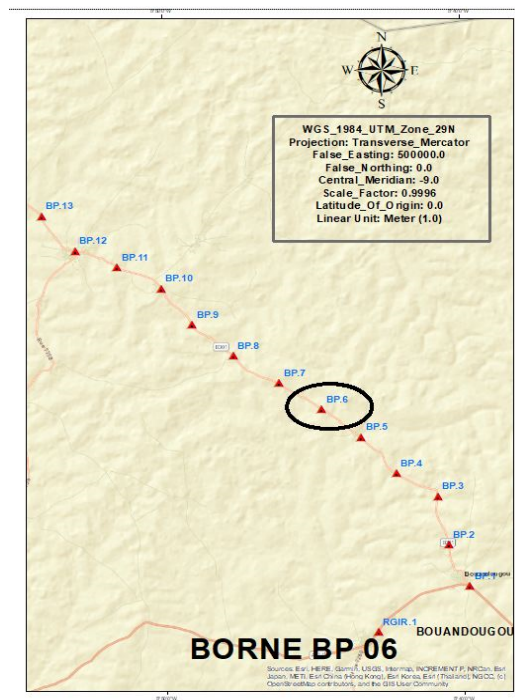 N
W E
S
WGS_1984_UTM_Zone_29N
Projection: Transverse_Mercator
False_Easting: 500000.0
False_Northing: 0.0
Central_Meridian: -9.0
Scale_Factor: 0.9996
Latitude_Of_Origin: 0.0
Linear Unit: Meter (1.0)
BP.13
BP.12
BP.11
BP.10
BP.9
BP.8
BP.7
BP.6
BP.5
BP.4
BP.3
BP.2
BP.1
RGIR.1
BOUANDOUGOU
BORNE BP 06
Sources: Esri, HERE, Garmin, USGS, Intermap, INCREMENT P, NRCan, Esri
Japan, METI, Esri China (Hong Kong), Esri Korea, Esri (Thailand), NGCC, (c)
OpenStreetMap contributors, and the GIS User Community